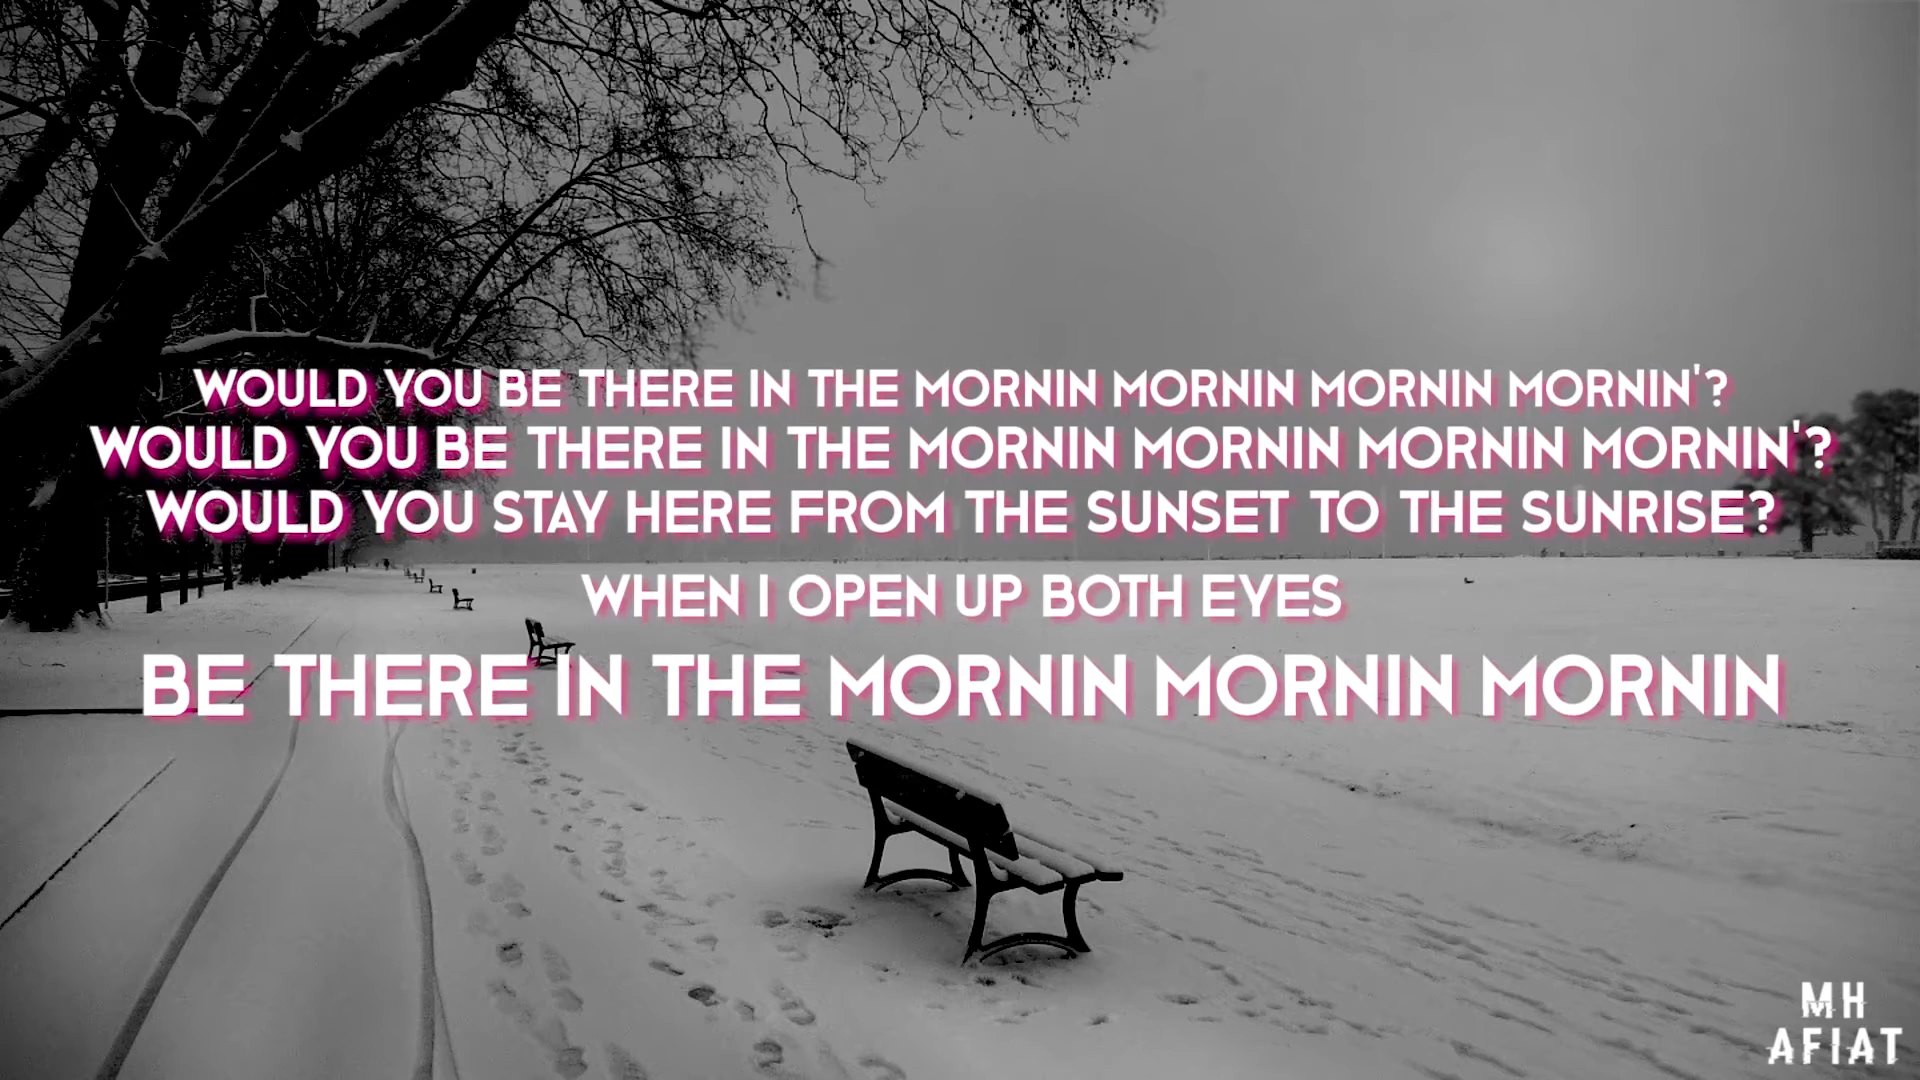 WOULD YOU BE THERE IN THE MORNIN MORNIN MORNIN MORNIN'?
WOULD YOU BE THERE IN THE MORNIN MORNIN MORNIN MORNIN'?
WOULD YOU STAY HERE FROM THE SUNSET TO THE SUNRISE?
WHEN I OPEN UP BOTH EYES
BE THERE IN THE MORNIN MORNIN MORNIN
MH
AFIAT